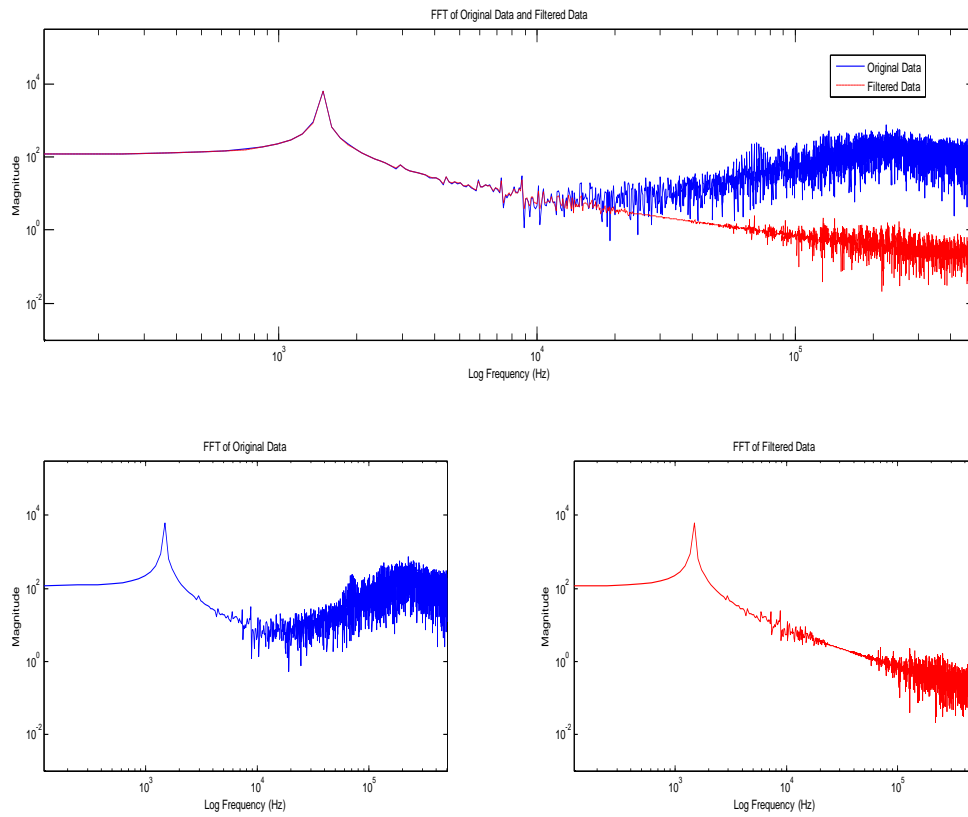 FFT of Original Data and Filtered Data
Original Data
Filtered Data
Magnitude
10^4
10^2
10^0
10^-2
10^3
10^4
10^5
Log Frequency (Hz)
FFT of Original Data
Magnitude
10^4
10^2
10^0
10^-2
10^3
10^4
10^5
Log Frequency (Hz)
FFT of Filtered Data
Magnitude
10^4
10^2
10^0
10^-2
10^3
10^4
10^5
Log Frequency (Hz)